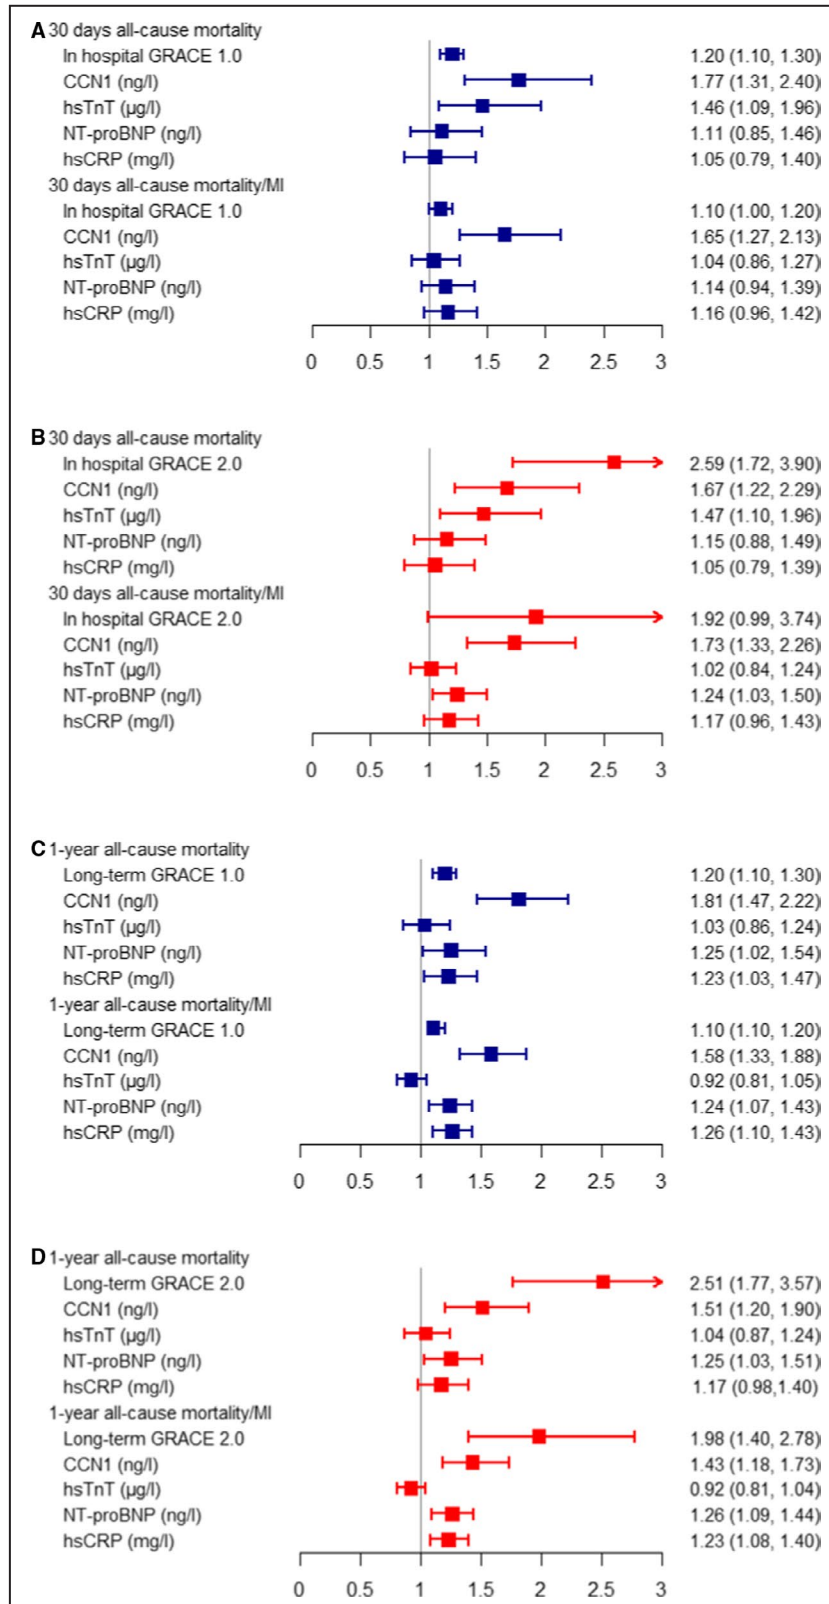 A 30 days all-cause mortality
In hospital GRACE 1.0 1.20 (1.10, 1.30)
CCN1 (ng/l) 1.77 (1.31, 2.40)
hsTnT (µg/l) 1.46 (1.09, 1.96)
NT-proBNP (ng/l) 1.11 (0.85, 1.46)
hsCRP (mg/l) 1.05 (0.79, 1.40)
30 days all-cause mortality/MI
In hospital GRACE 1.0 1.10 (1.00, 1.20)
CCN1 (ng/l) 1.65 (1.27, 2.13)
hsTnT (µg/l) 1.04 (0.86, 1.27)
NT-proBNP (ng/l) 1.14 (0.94, 1.39)
hsCRP (mg/l) 1.16 (0.96, 1.42)
0 0.5 1 1.5 2 2.5 3
B 30 days all-cause mortality
In hospital GRACE 2.0 2.59 (1.72, 3.90)
CCN1 (ng/l) 1.67 (1.22, 2.29)
hsTnT (µg/l) 1.47 (1.10, 1.96)
NT-proBNP (ng/l) 1.15 (0.88, 1.49)
hsCRP (mg/l) 1.05 (0.79, 1.39)
30 days all-cause mortality/MI
In hospital GRACE 2.0 1.92 (0.99, 3.74)
CCN1 (ng/l) 1.73 (1.33, 2.26)
hsTnT (µg/l) 1.02 (0.84, 1.24)
NT-proBNP (ng/l) 1.24 (1.03, 1.50)
hsCRP (mg/l) 1.17 (0.96, 1.43)
0 0.5 1 1.5 2 2.5 3
C 1-year all-cause mortality
Long-term GRACE 1.0 1.20 (1.10, 1.30)
CCN1 (ng/l) 1.81 (1.47, 2.22)
hsTnT (µg/l) 1.03 (0.86, 1.24)
NT-proBNP (ng/l) 1.25 (1.02, 1.54)
hsCRP (mg/l) 1.23 (1.03, 1.47)
1-year all-cause mortality/MI
Long-term GRACE 1.0 1.10 (1.10, 1.20)
CCN1 (ng/l) 1.58 (1.33, 1.88)
hsTnT (µg/l) 0.92 (0.81, 1.05)
NT-proBNP (ng/l) 1.24 (1.07, 1.43)
hsCRP (mg/l) 1.26 (1.10, 1.43)
0 0.5 1 1.5 2 2.5 3
D 1-year all-cause mortality
Long-term GRACE 2.0 2.51 (1.77, 3.57)
CCN1 (ng/l) 1.51 (1.20, 1.90)
hsTnT (µg/l) 1.04 (0.87, 1.24)
NT-proBNP (ng/l) 1.25 (1.03, 1.51)
hsCRP (mg/l) 1.17 (0.98,1.40)
1-year all-cause mortality/MI
Long-term GRACE 2.0 1.98 (1.40, 2.78)
CCN1 (ng/l) 1.43 (1.18, 1.73)
hsTnT (µg/l) 0.92 (0.81, 1.04)
NT-proBNP (ng/l) 1.26 (1.09, 1.44)
hsCRP (mg/l) 1.23 (1.08, 1.40)
0 0.5 1 1.5 2 2.5 3